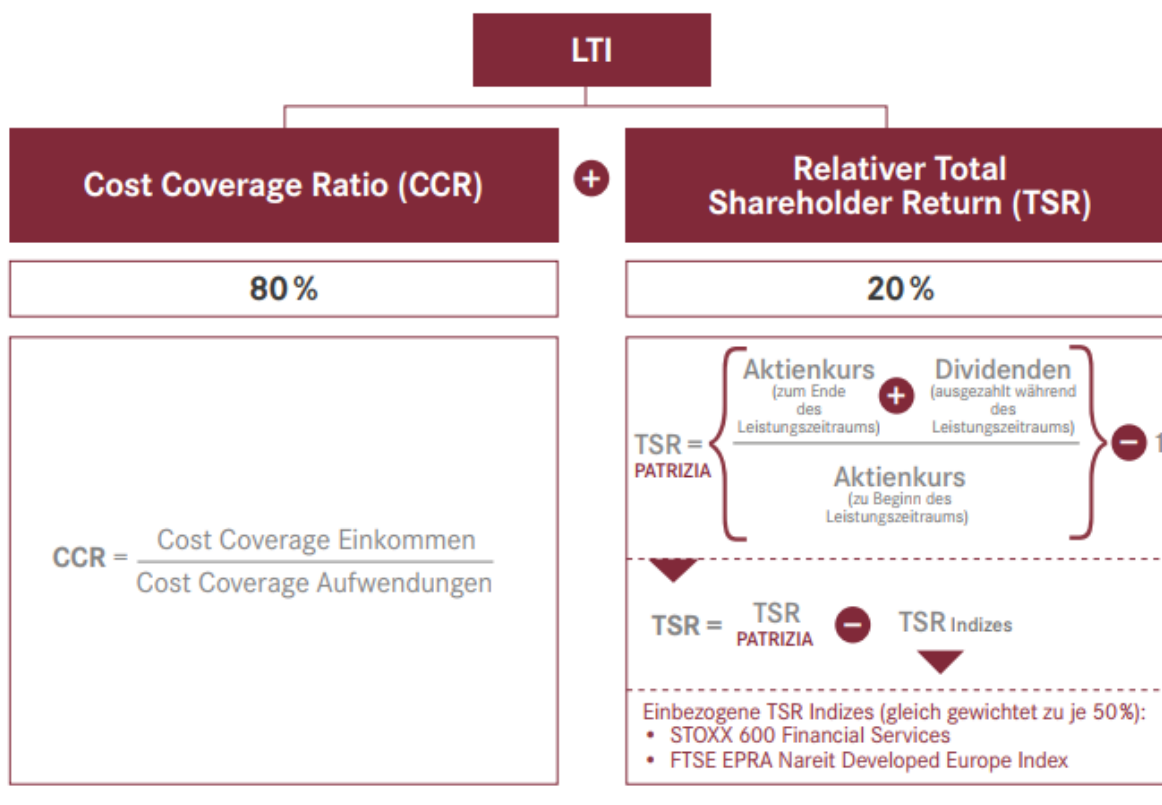 LTI
Cost Coverage Ratio (CCR)
+
Relativer Total
Shareholder Return (TSR)
80 %
20 %
CCR =
Cost Coverage Einkommen
Cost Coverage Aufwendungen
TSR =
PATRIZIA
Aktienkurs
(zum Ende
des
Leistungszeitraums)
+
Dividenden
(ausgezahlt während
des
Leistungszeitraums)
Aktienkurs
(zu Beginn des
Leistungszeitraums)
− 1
TSR = TSR − TSR Indizes
PATRIZIA
Einbezogene TSR Indizes (gleich gewichtet zu je 50 %):
• STOXX 600 Financial Services
• FTSE EPRA Nareit Developed Europe Index